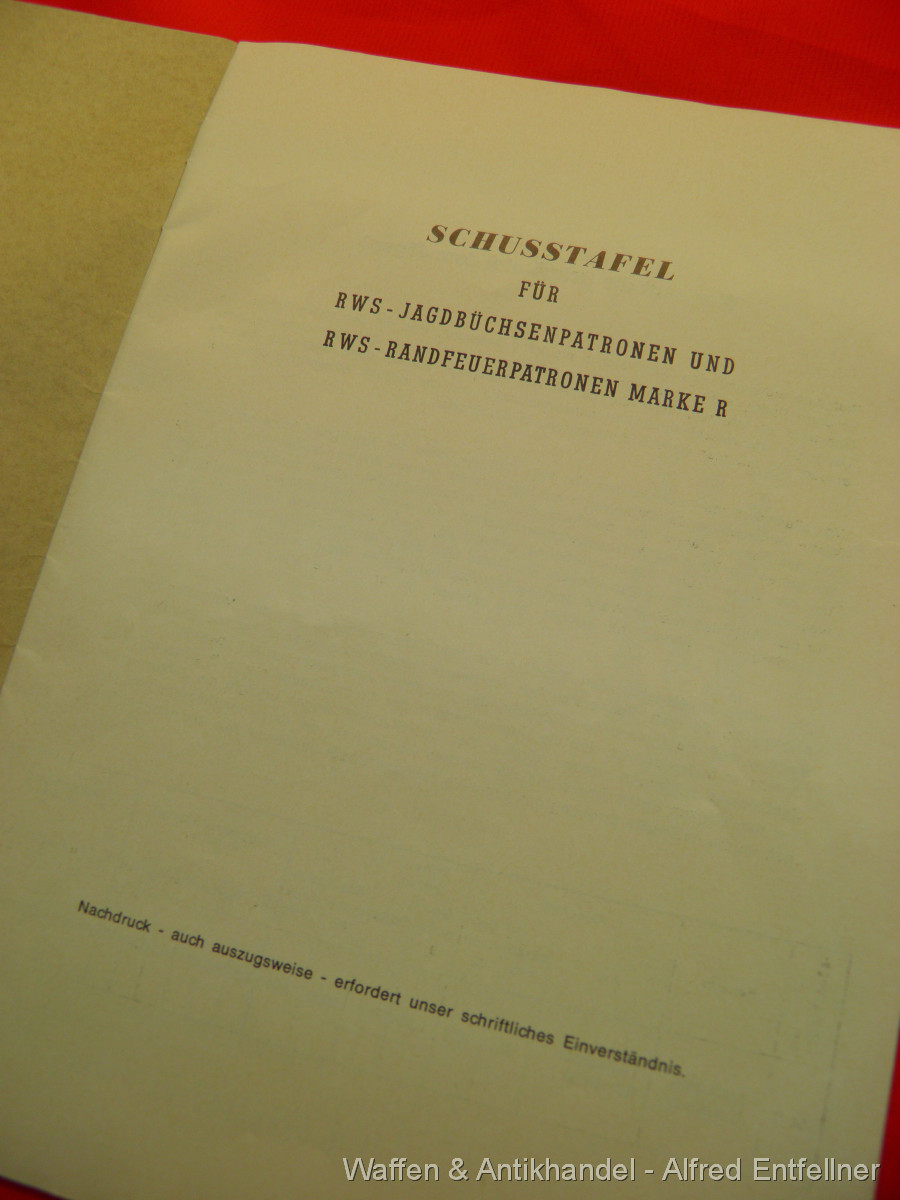 SCHUSSTAFEL
FÜR
RWS-JAGDBÜCHSENPATRONEN UND
RWS-RANDFEUERPATRONEN MARKE R
Nachdruck - auch auszugsweise - erfordert unser schriftliches Einverständnis.
Waffen & Antikhandel - Alfred Entfellner